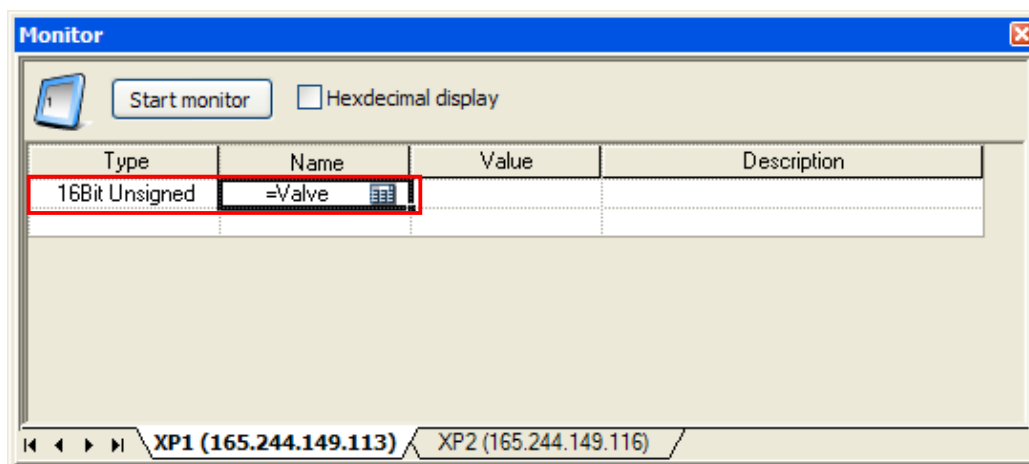 Monitor
1 Start monitor Hexdecimal display
Type Name Value Description
16Bit Unsigned =Valve
XP1 (165.244.149.113) XP2 (165.244.149.116)